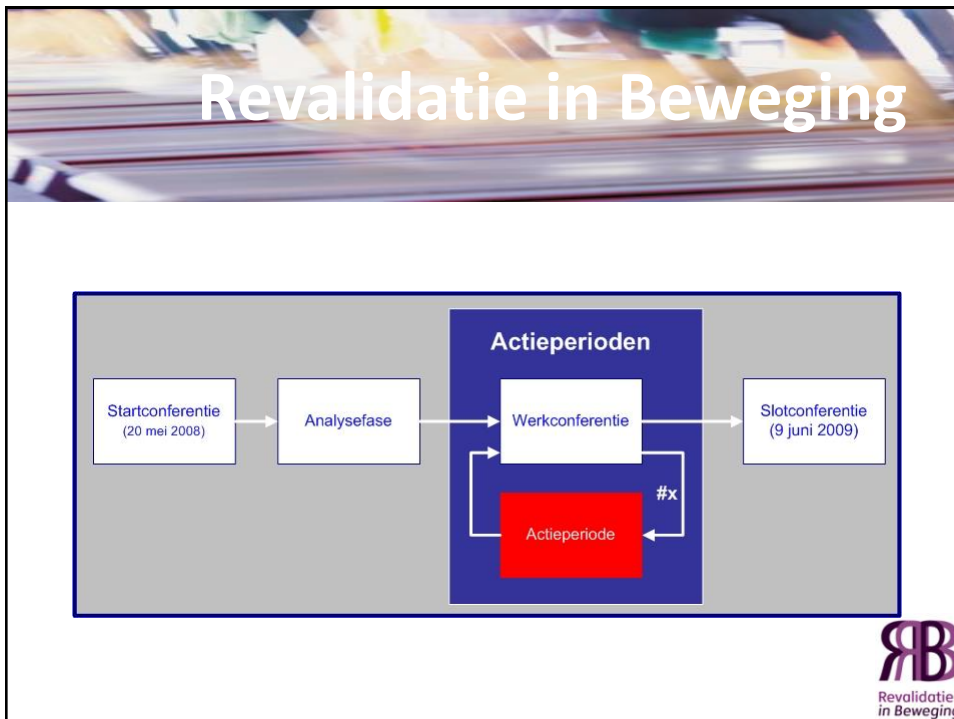 Revalidatie in Beweging
Actieperioden
Startconferentie
(20 mei 2008)
Analysefase
Werkconferentie
Slotconferentie
(9 juni 2009)
#x
Actieperiode
RB
Revalidatie
in Beweging